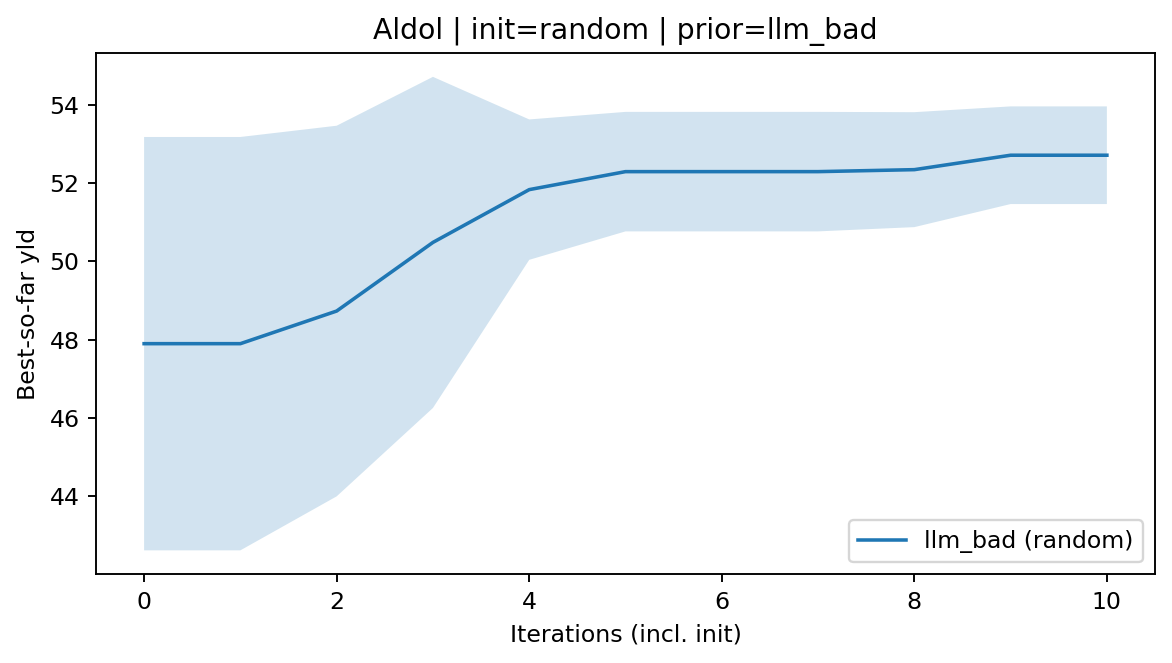 Aldol | init=random | prior=llm_bad
Best-so-far yld
54
52
50
48
46
44
llm_bad (random)
0 2 4 6 8 10
Iterations (incl. init)